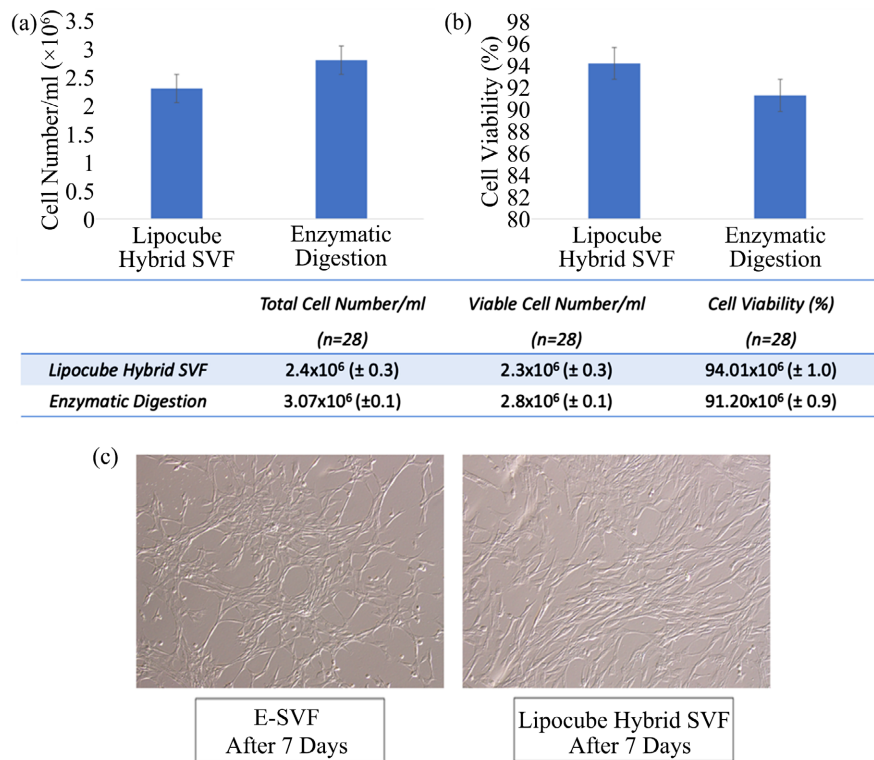 (a)
Cell Number/ml (×10⁶)
3.5
3
2.5
2
1.5
1
0.5
0
Lipocube
Hybrid SVF
Enzymatic
Digestion
(b)
Cell Viability (%)
98
96
94
92
90
88
86
84
82
80
Lipocube
Hybrid SVF
Enzymatic
Digestion
Total Cell Number/ml Viable Cell Number/ml Cell Viability (%)
(n=28) (n=28) (n=28)
Lipocube Hybrid SVF 2.4x10⁶ (± 0.3) 2.3x10⁶ (± 0.3) 94.01x10⁶ (± 1.0)
Enzymatic Digestion 3.07x10⁶ (±0.1) 2.8x10⁶ (± 0.1) 91.20x10⁶ (± 0.9)
(c)
E-SVF
After 7 Days
Lipocube Hybrid SVF
After 7 Days